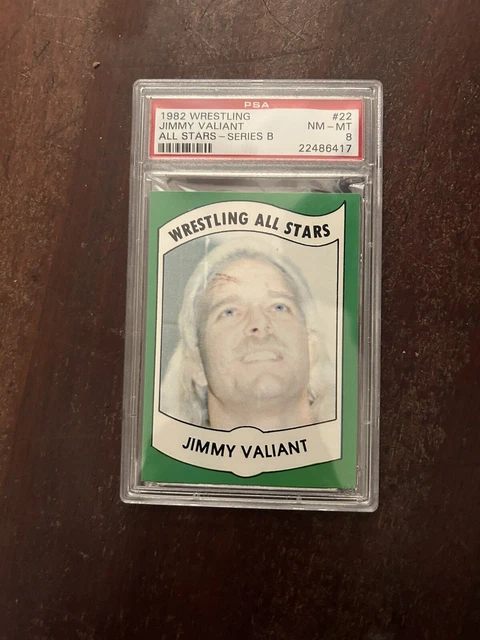 PSA
1982 WRESTLING #22
JIMMY VALIANT NM – MT
ALL STARS – SERIES B 8
22486417
WRESTLING ALL STARS
JIMMY VALIANT